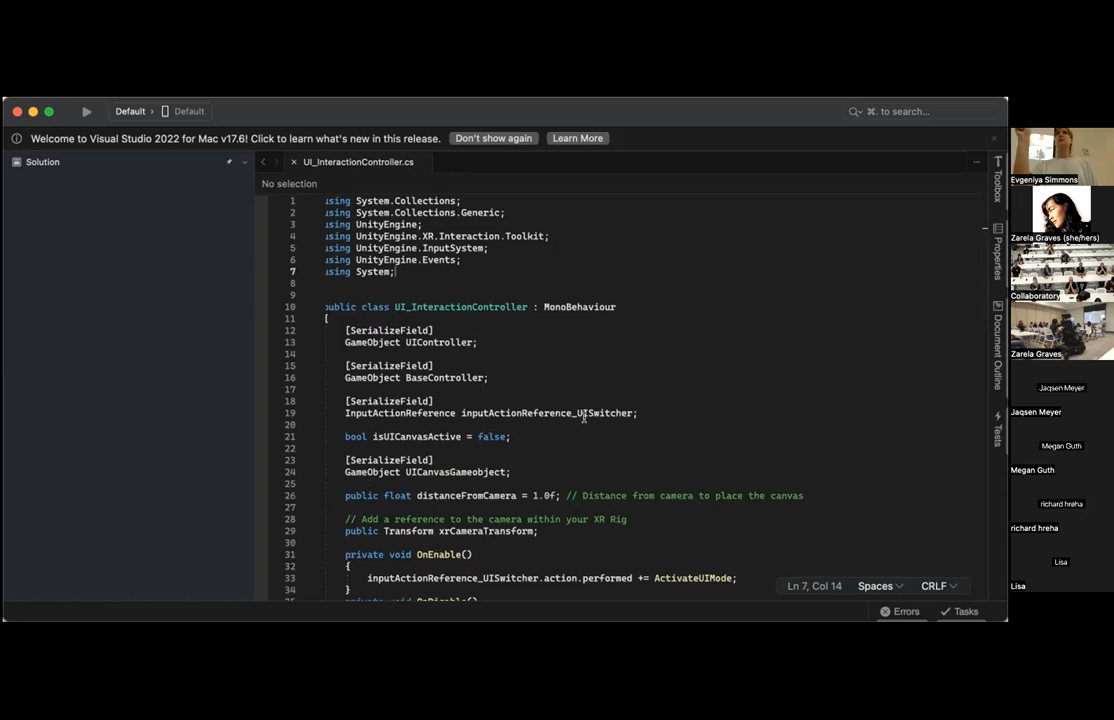 Default › Default
⌘. to search...
Welcome to Visual Studio 2022 for Mac v17.6! Click to learn what's new in this release. Don't show again Learn More
Solution
UI_InteractionController.cs
No selection
1 using System.Collections;
2 using System.Collections.Generic;
3 using UnityEngine;
4 using UnityEngine.XR.Interaction.Toolkit;
5 using UnityEngine.InputSystem;
6 using UnityEngine.Events;
7 using System;
8
9
10 public class UI_InteractionController : MonoBehaviour
11 {
12 [SerializeField]
13 GameObject UIController;
14
15 [SerializeField]
16 GameObject BaseController;
17
18 [SerializeField]
19 InputActionReference inputActionReference_UISwitcher;
20
21 bool isUICanvasActive = false;
22
23 [SerializeField]
24 GameObject UICanvasGameobject;
25
26 public float distanceFromCamera = 1.0f; // Distance from camera to place the canvas
27
28 // Add a reference to the camera within your XR Rig
29 public Transform xrCameraTransform;
30
31 private void OnEnable()
32 {
33 inputActionReference_UISwitcher.action.performed += ActivateUIMode;
34 }
35 private void OnDisable()
Ln 7, Col 14 Spaces CRLF
Errors Tasks
Toolbox
Properties
Document Outline
Tests
Evgeniya Simmons
Zarela Graves (she/hers)
Collaboratory
Zarela Graves
Jaqsen Meyer
Jaqsen Meyer
Megan Guth
Megan Guth
richard hreha
richard hreha
Lisa
Lisa